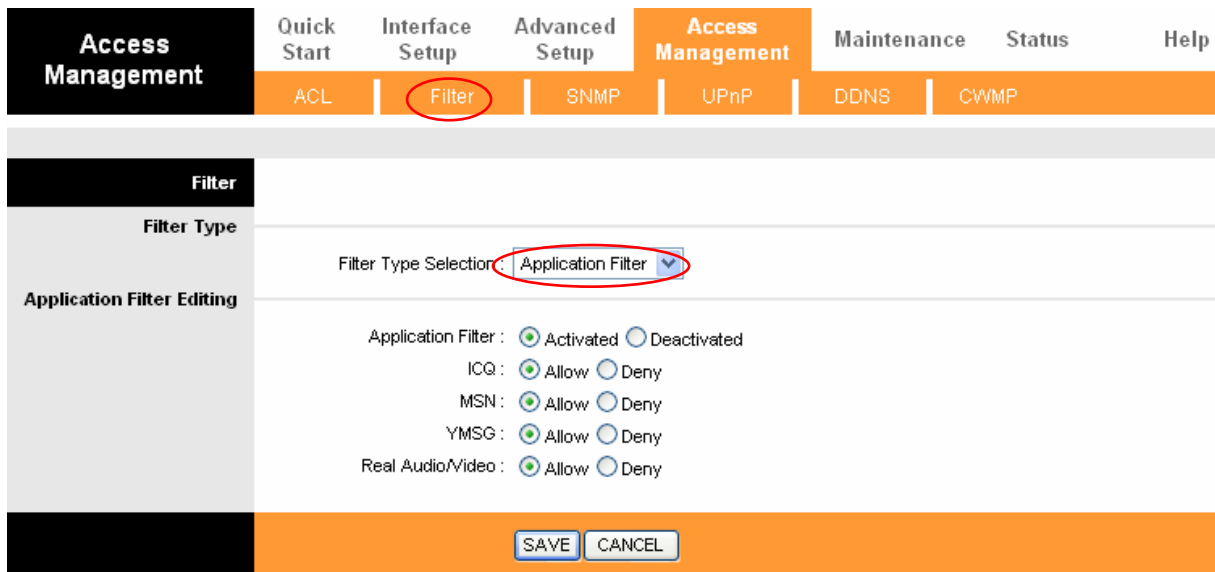 Access Management
Quick Start
Interface Setup
Advanced Setup
Access Management
Maintenance
Status
Help
ACL
Filter
SNMP
UPnP
DDNS
CWMP
Filter
Filter Type
Filter Type Selection : Application Filter
Application Filter Editing
Application Filter : Activated Deactivated
ICQ : Allow Deny
MSN : Allow Deny
YMSG : Allow Deny
Real Audio/Video : Allow Deny
SAVE CANCEL